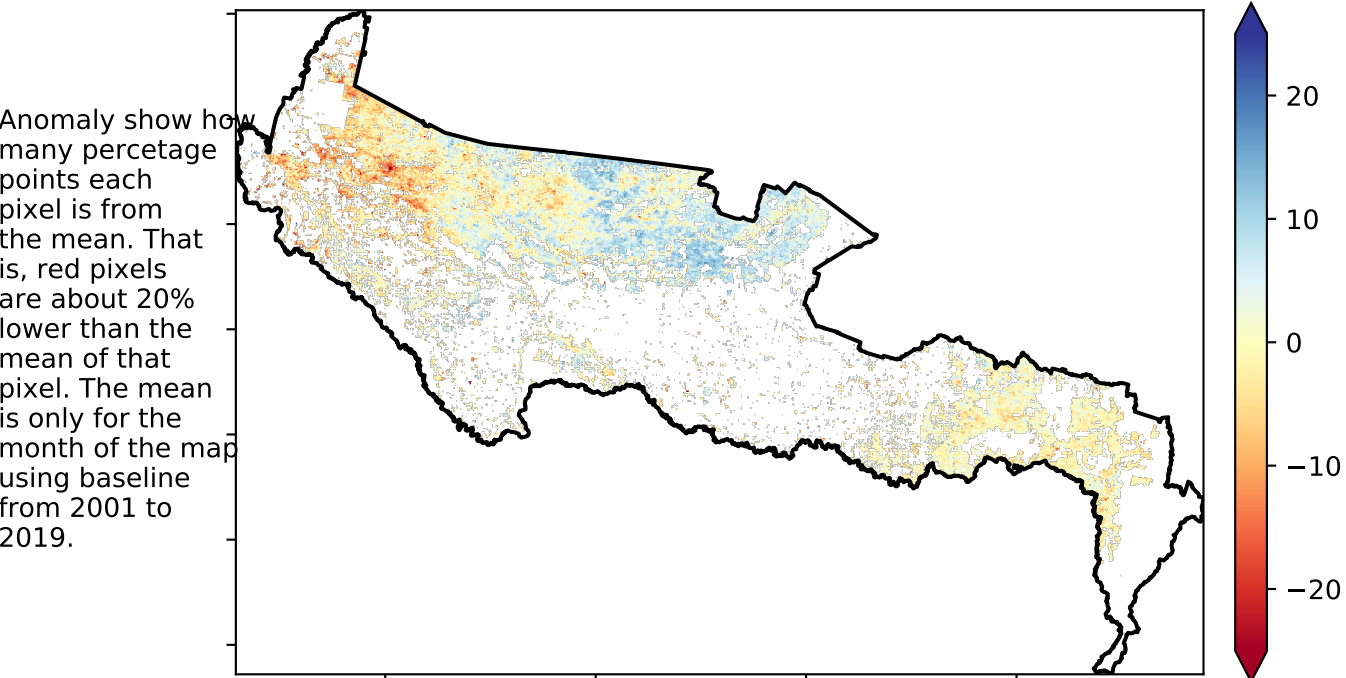 Anomaly show how
many percetage
points each
pixel is from
the mean. That
is, red pixels
are about 20%
lower than the
mean of that
pixel. The mean
is only for the
month of the map
using baseline
from 2001 to
2019.
20
10
0
−10
−20